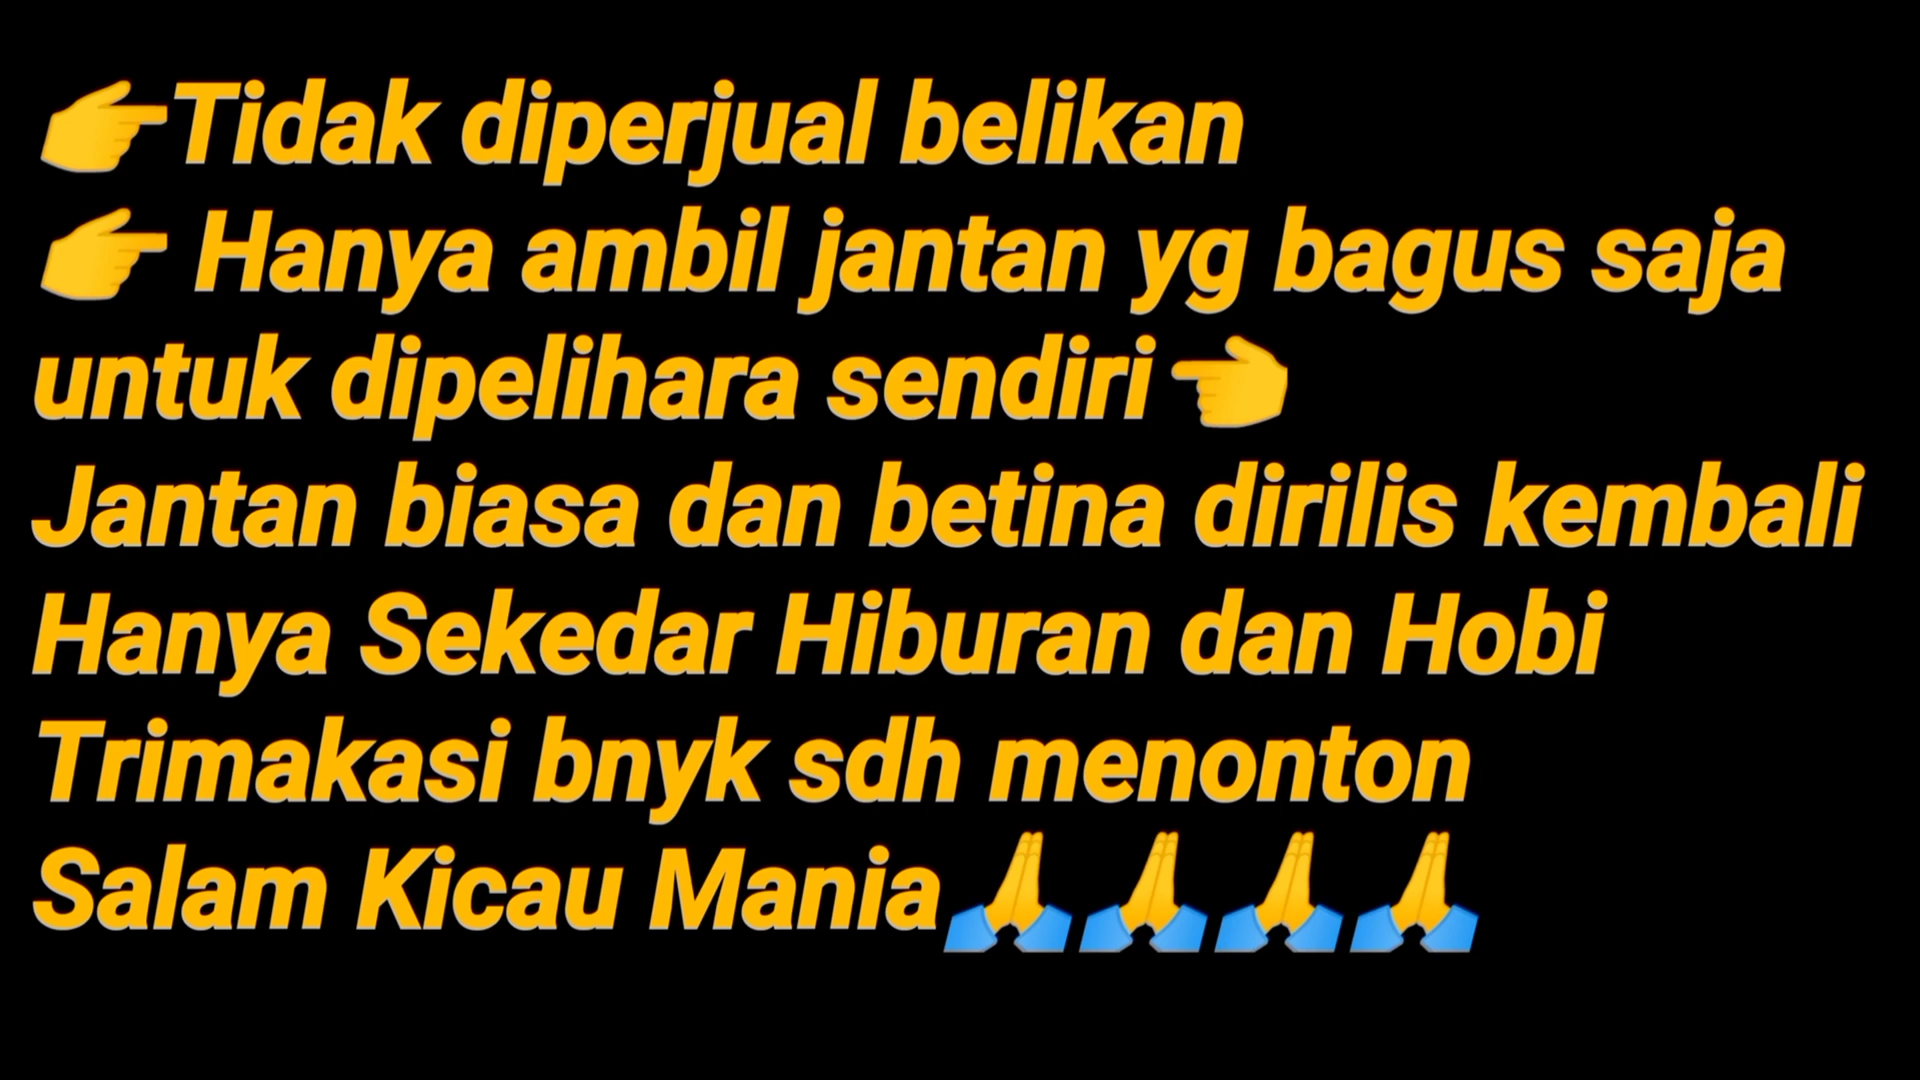 👉Tidak diperjual belikan
👉 Hanya ambil jantan yg bagus saja
untuk dipelihara sendiri👈
Jantan biasa dan betina dirilis kembali
Hanya Sekedar Hiburan dan Hobi
Trimakasi bnyk sdh menonton
Salam Kicau Mania🙏🙏🙏🙏